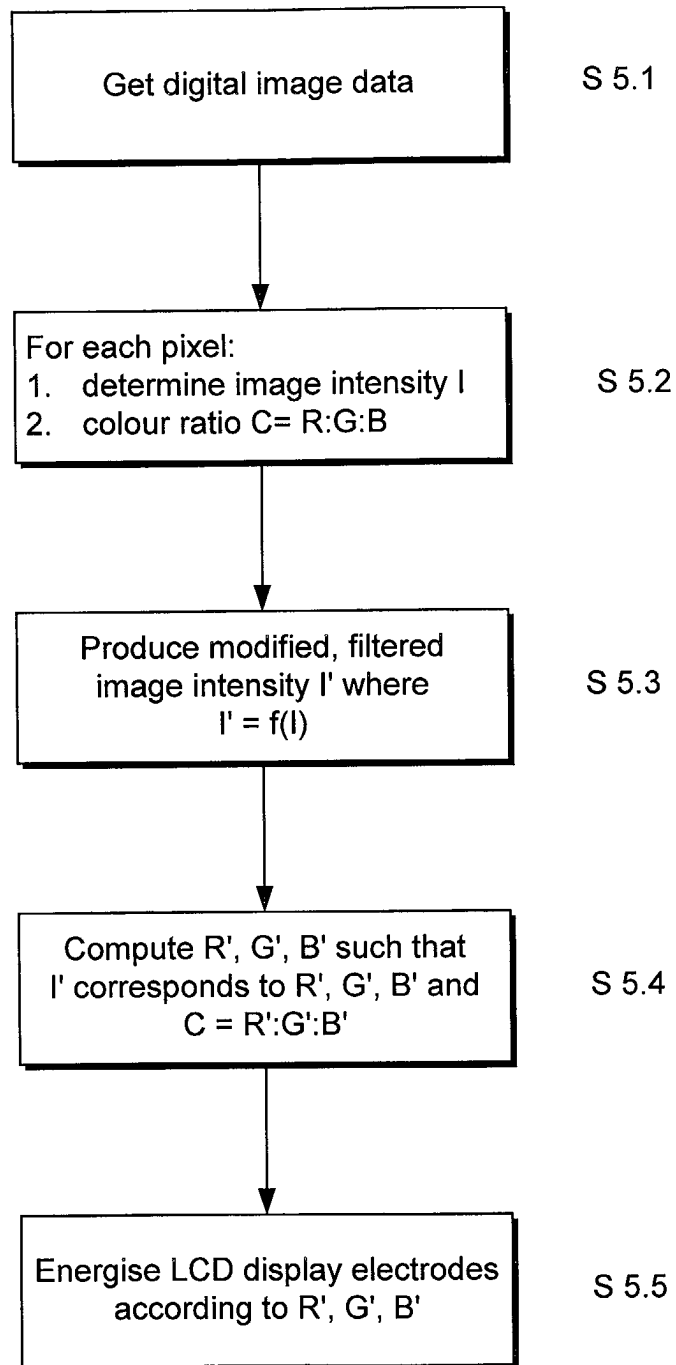 Get digital image data
S 5.1
For each pixel:
1. determine image intensity I
2. colour ratio C= R:G:B
S 5.2
Produce modified, filtered
image intensity I' where
I' = f(I)
S 5.3
Compute R', G', B' such that
I' corresponds to R', G', B' and
C = R':G':B'
S 5.4
Energise LCD display electrodes
according to R', G', B'
S 5.5